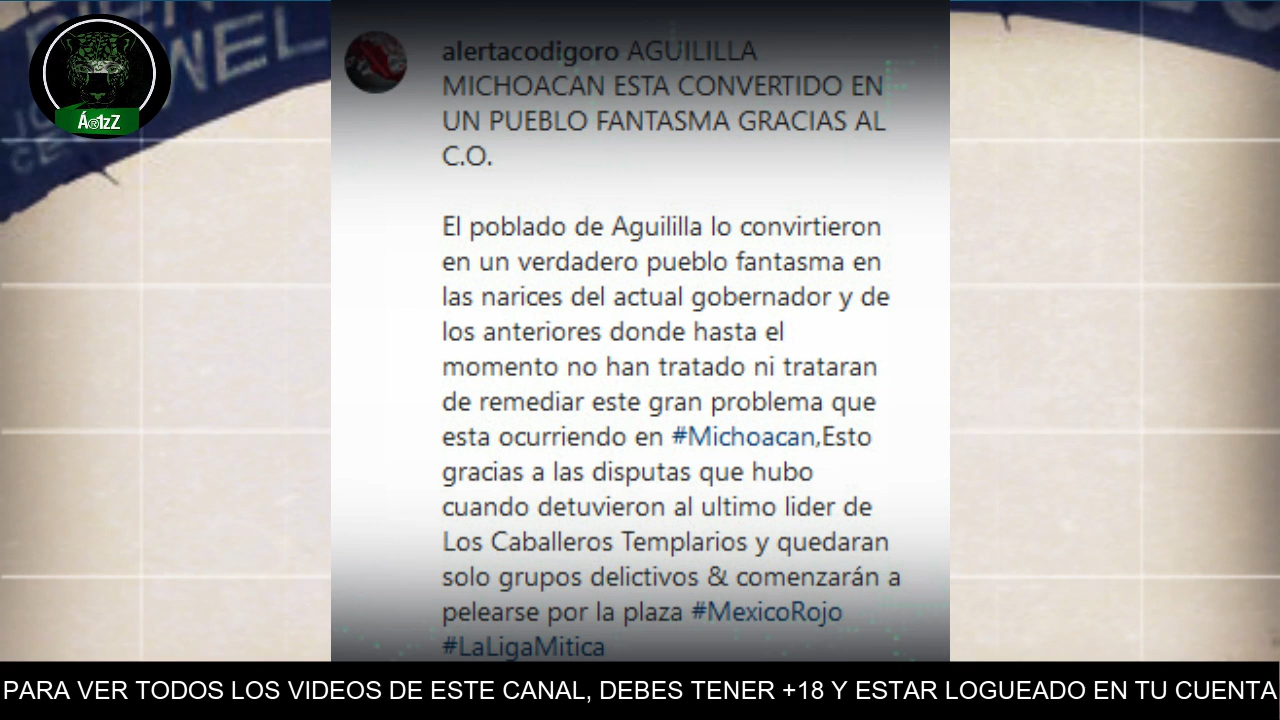 NEL
Á®1zZ
alertacodigoro AGUILILLA
MICHOACAN ESTA CONVERTIDO EN
UN PUEBLO FANTASMA GRACIAS AL
C.O.
El poblado de Aguililla lo convirtieron
en un verdadero pueblo fantasma en
las narices del actual gobernador y de
los anteriores donde hasta el
momento no han tratado ni trataran
de remediar este gran problema que
esta ocurriendo en #Michoacan,Esto
gracias a las disputas que hubo
cuando detuvieron al ultimo lider de
Los Caballeros Templarios y quedaran
solo grupos delictivos & comenzarán a
pelearse por la plaza #MexicoRojo
#LaLigaMitica
PARA VER TODOS LOS VIDEOS DE ESTE CANAL, DEBES TENER +18 Y ESTAR LOGUEADO EN TU CUENTA